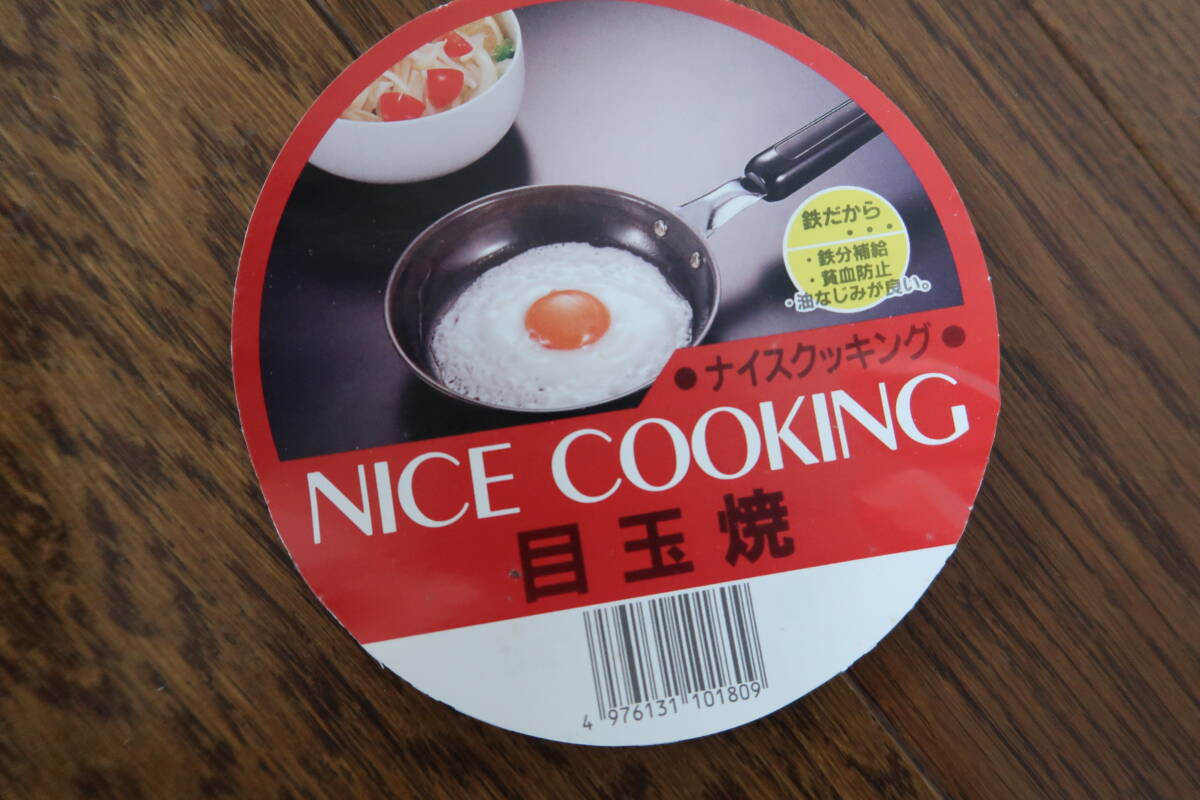 鉄だから
・・・
・鉄分補給
・貧血防止
・油なじみが良い。
●ナイスクッキング●
NICE COOKING
目玉焼
4 976131 101809